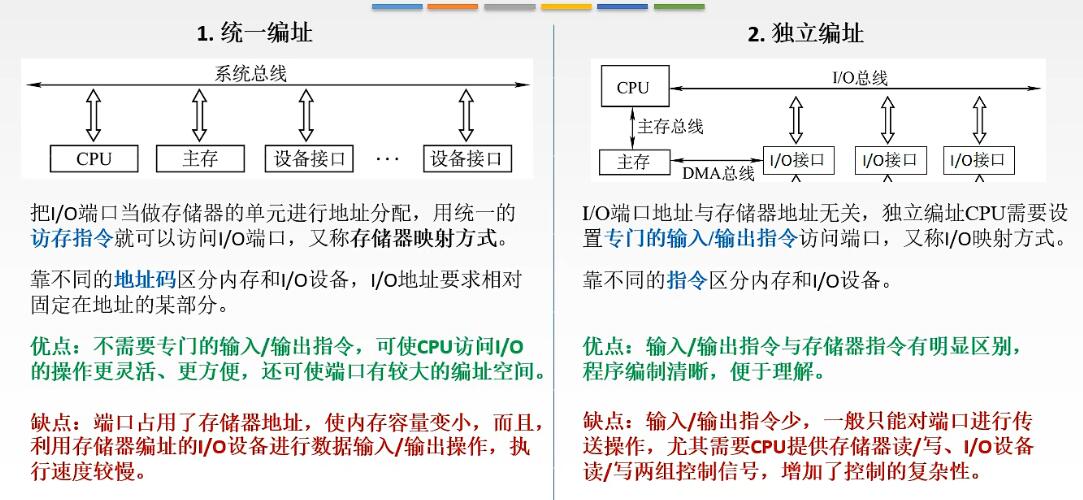 1. 统一编址
系统总线
CPU
主存
设备接口
···
设备接口
把I/O端口当做存储器的单元进行地址分配，用统一的
访存指令就可以访问I/O端口，又称存储器映射方式。
靠不同的地址码区分内存和I/O设备，I/O地址要求相对
固定在地址的某部分。
优点：不需要专门的输入/输出指令，可使CPU访问I/O
的操作更灵活、更方便，还可使端口有较大的编址空间。
缺点：端口占用了存储器地址，使内存容量变小，而且，
利用存储器编址的I/O设备进行数据输入/输出操作，执
行速度较慢。
2. 独立编址
CPU
I/O总线
主存总线
主存
DMA总线
I/O接口
I/O接口
I/O接口
I/O端口地址与存储器地址无关，独立编址CPU需要设
置专门的输入/输出指令访问端口，又称I/O映射方式。
靠不同的指令区分内存和I/O设备。
优点：输入/输出指令与存储器指令有明显区别，
程序编制清晰，便于理解。
缺点：输入/输出指令少，一般只能对端口进行传
送操作，尤其需要CPU提供存储器读/写、I/O设备
读/写两组控制信号，增加了控制的复杂性。